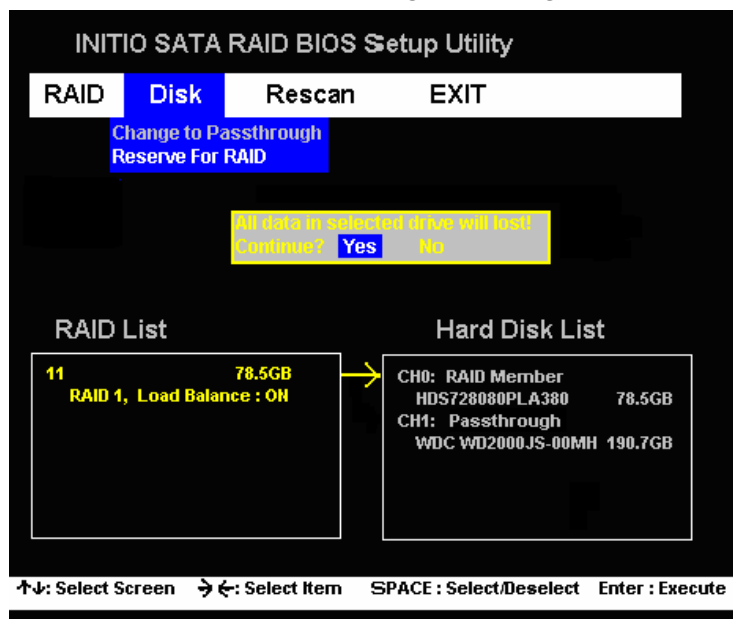 INITIO SATA RAID BIOS Setup Utility
RAID Disk Rescan EXIT
Change to Passthrough
Reserve For RAID
All data in selected drive will lost!
Continue? Yes No
RAID List
11 78.5GB
RAID 1, Load Balance : ON
Hard Disk List
CH0: RAID Member
HDS728080PLA380 78.5GB
CH1: Passthrough
WDC WD2000JS-00MH 190.7GB
↑↓: Select Screen →←: Select Item SPACE : Select/Deselect Enter : Execute